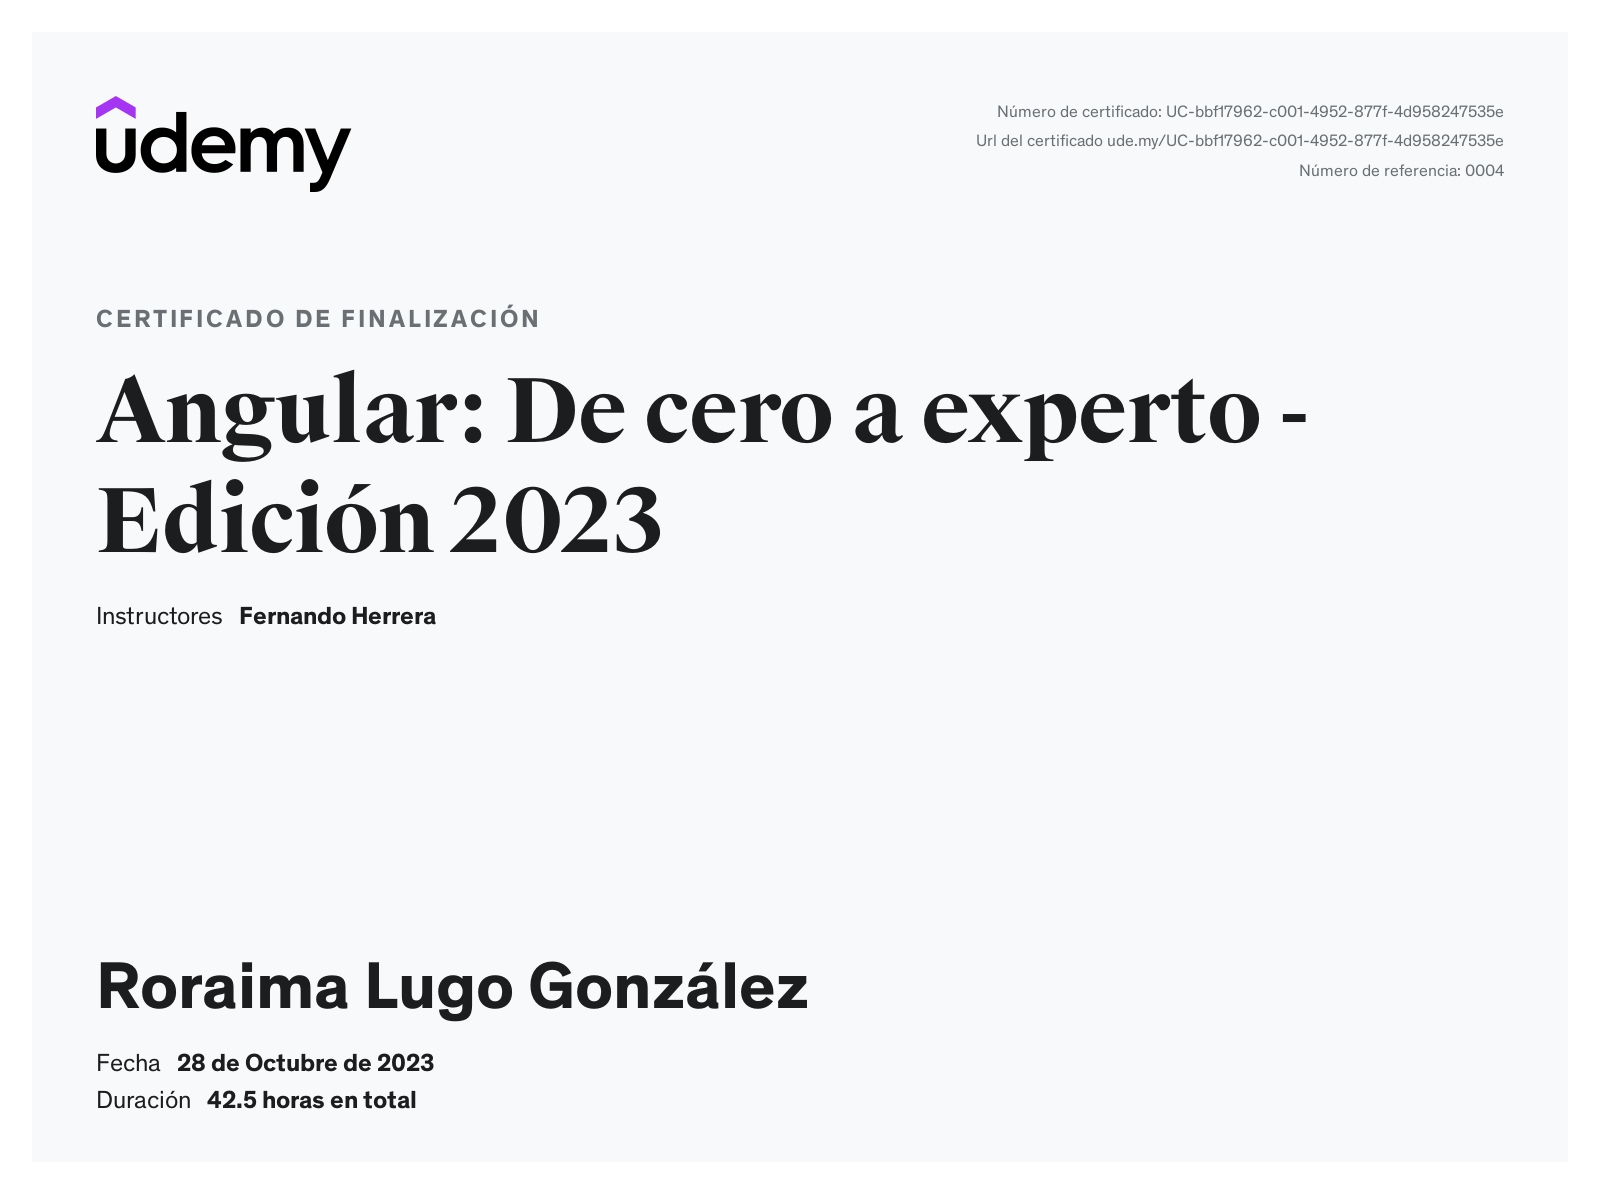 udemy
Número de certificado: UC-bbf17962-c001-4952-877f-4d958247535e
Url del certificado ude.my/UC-bbf17962-c001-4952-877f-4d958247535e
Número de referencia: 0004
CERTIFICADO DE FINALIZACIÓN
Angular: De cero a experto -
Edición 2023
Instructores Fernando Herrera
Roraima Lugo González
Fecha 28 de Octubre de 2023
Duración 42.5 horas en total